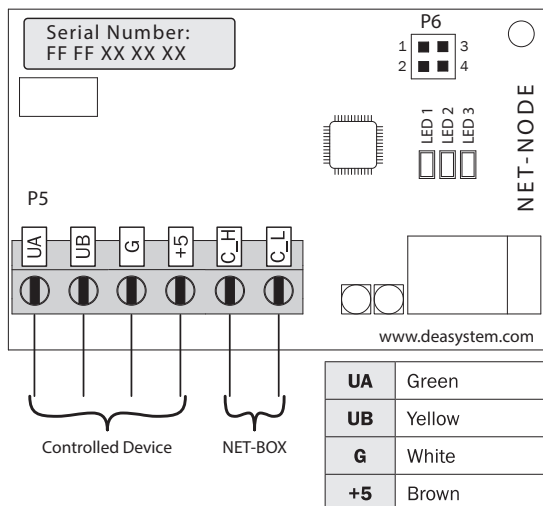 Serial Number:
FF FF XX XX XX
P6
1 3
2 4
LED 1
LED 2
LED 3
NET-NODE
P5
UA UB G +5 C_H C_L
www.deasystem.com
Controlled Device NET-BOX
UA Green
UB Yellow
G White
+5 Brown